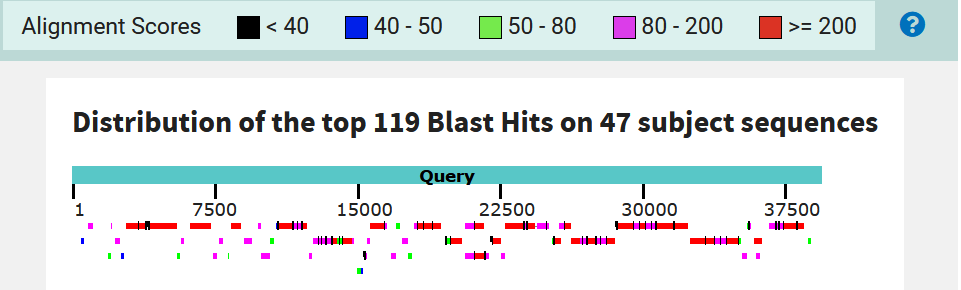 Alignment Scores < 40 40 - 50 50 - 80 80 - 200 >= 200 ?
Distribution of the top 119 Blast Hits on 47 subject sequences
Query
1 7500 15000 22500 30000 37500